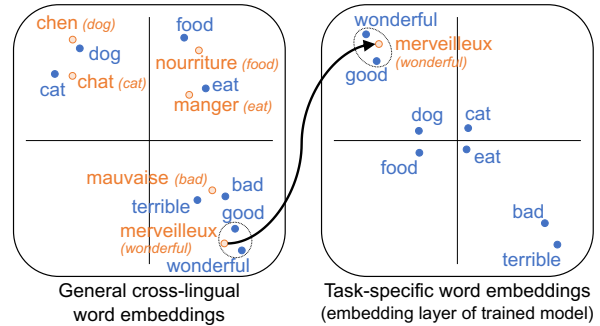 chen (dog)
dog
cat
chat (cat)
food
nourriture (food)
eat
manger (eat)
mauvaise (bad)
bad
terrible
good
merveilleux
(wonderful)
wonderful
General cross-lingual
word embeddings
wonderful
merveilleux
(wonderful)
good
dog
cat
food
eat
bad
terrible
Task-specific word embeddings
(embedding layer of trained model)